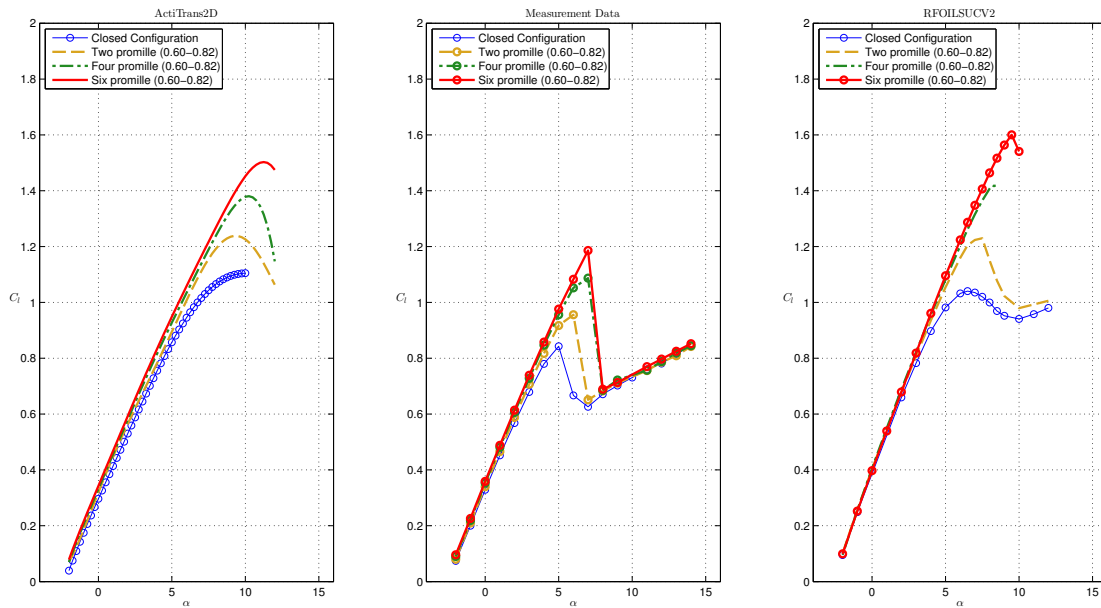 ActiTrans2D
Closed Configuration
Two promille (0.60−0.82)
Four promille (0.60−0.82)
Six promille (0.60−0.82)
2
1.8
1.6
1.4
1.2
1
0.8
0.6
0.4
0.2
0
C_l
0 5 10 15
α
Measurement Data
Closed Configuration
Two promille (0.60−0.82)
Four promille (0.60−0.82)
Six promille (0.60−0.82)
2
1.8
1.6
1.4
1.2
1
0.8
0.6
0.4
0.2
0
C_l
0 5 10 15
α
RFOILSUCV2
Closed Configuration
Two promille (0.60−0.82)
Four promille (0.60−0.82)
Six promille (0.60−0.82)
2
1.8
1.6
1.4
1.2
1
0.8
0.6
0.4
0.2
0
C_l
0 5 10 15
α